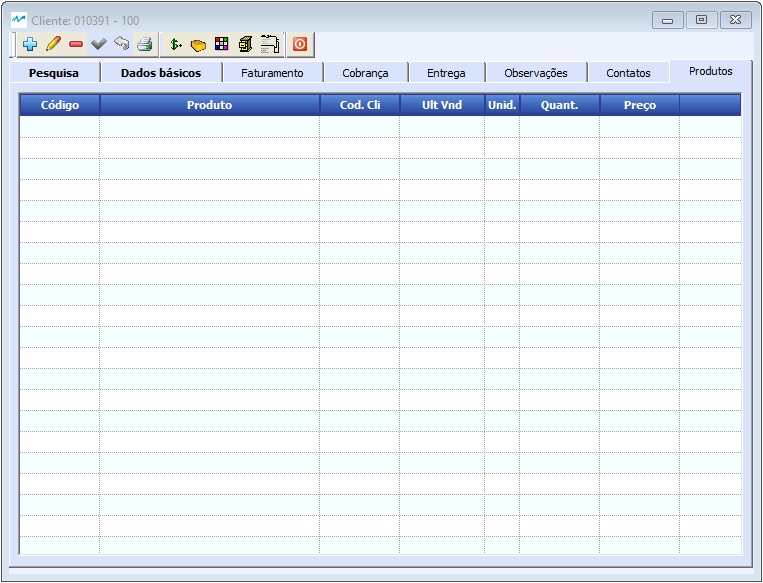 Cliente: 010391 - 100
Pesquisa Dados básicos Faturamento Cobrança Entrega Observações Contatos Produtos
Código Produto Cod. Cli Ult Vnd Unid. Quant. Preço